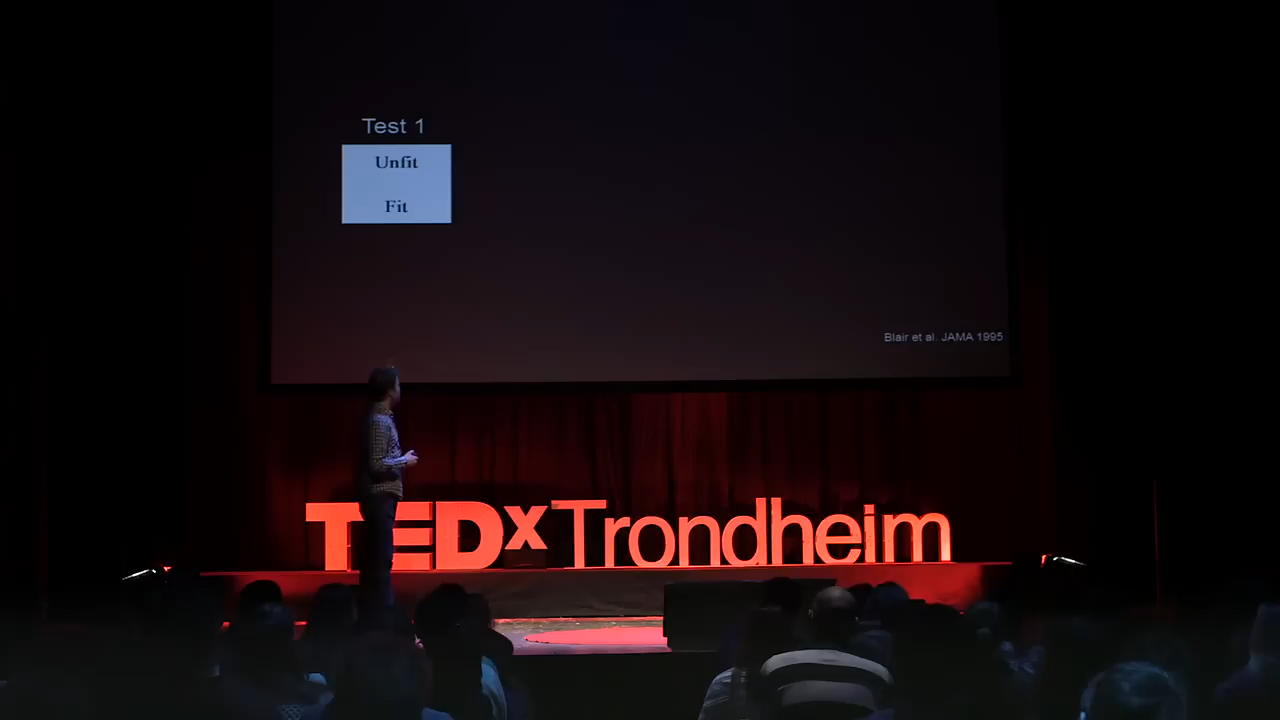 Test 1
Unfit
Fit
Blair et al. JAMA 1995
TEDxTrondheim